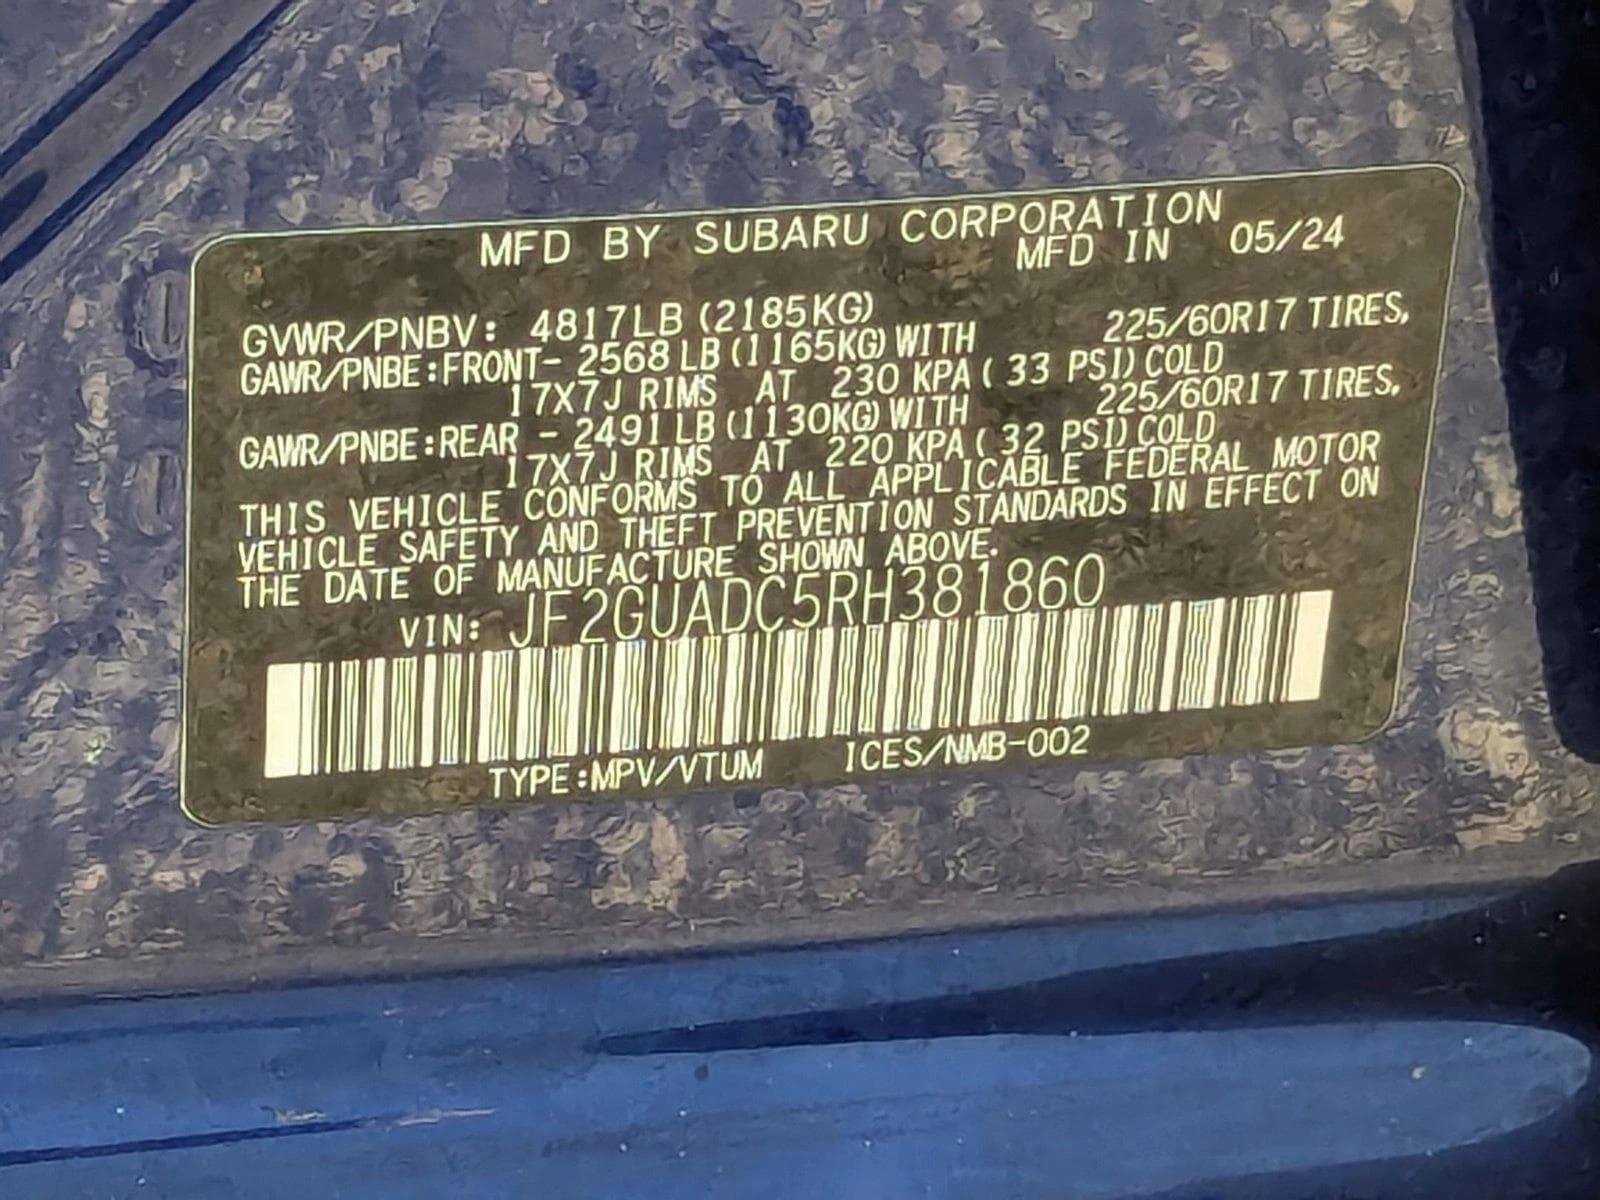 MFD BY SUBARU CORPORATION
MFD IN 05/24
GVWR/PNBV: 4817LB (2185KG)
GAWR/PNBE:FRONT- 2568 LB (1165KG) WITH 225/60R17 TIRES,
17X7J RIMS AT 230 KPA ( 33 PSI) COLD
GAWR/PNBE:REAR - 2491 LB (1130KG) WITH 225/60R17 TIRES,
17X7J RIMS AT 220 KPA ( 32 PSI) COLD
THIS VEHICLE CONFORMS TO ALL APPLICABLE FEDERAL MOTOR
VEHICLE SAFETY AND THEFT PREVENTION STANDARDS IN EFFECT ON
THE DATE OF MANUFACTURE SHOWN ABOVE.
VIN: JF2GUADC5RH381860
TYPE:MPV/VTUM ICES/NMB-002